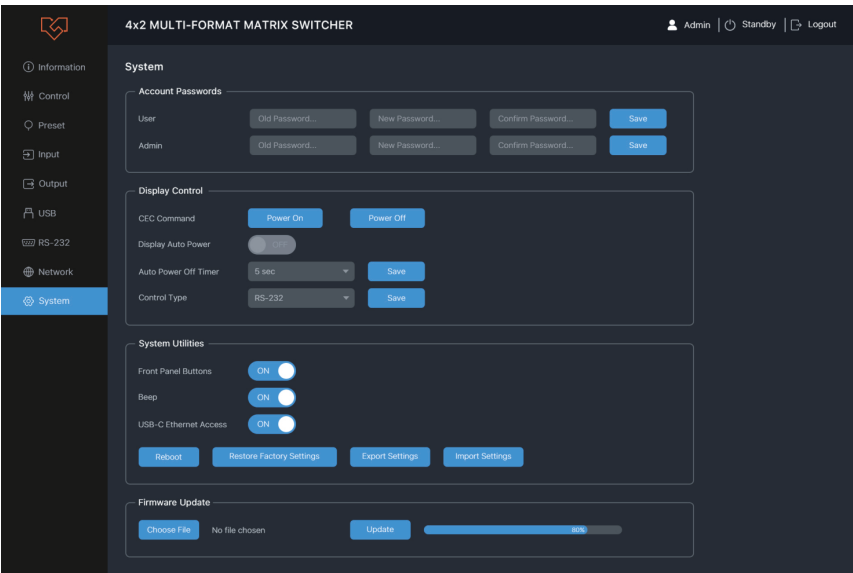 4x2 MULTI-FORMAT MATRIX SWITCHER
Admin
Standby
Logout
Information
Control
Preset
Input
Output
USB
RS-232
Network
System
System
Account Passwords
User Old Password... New Password... Confirm Password... Save
Admin Old Password... New Password... Confirm Password... Save
Display Control
CEC Command Power On Power Off
Display Auto Power OFF
Auto Power Off Timer 5 sec Save
Control Type RS-232 Save
System Utilities
Front Panel Buttons ON
Beep ON
USB-C Ethernet Access ON
Reboot Restore Factory Settings Export Settings Import Settings
Firmware Update
Choose File No file chosen Update 80%